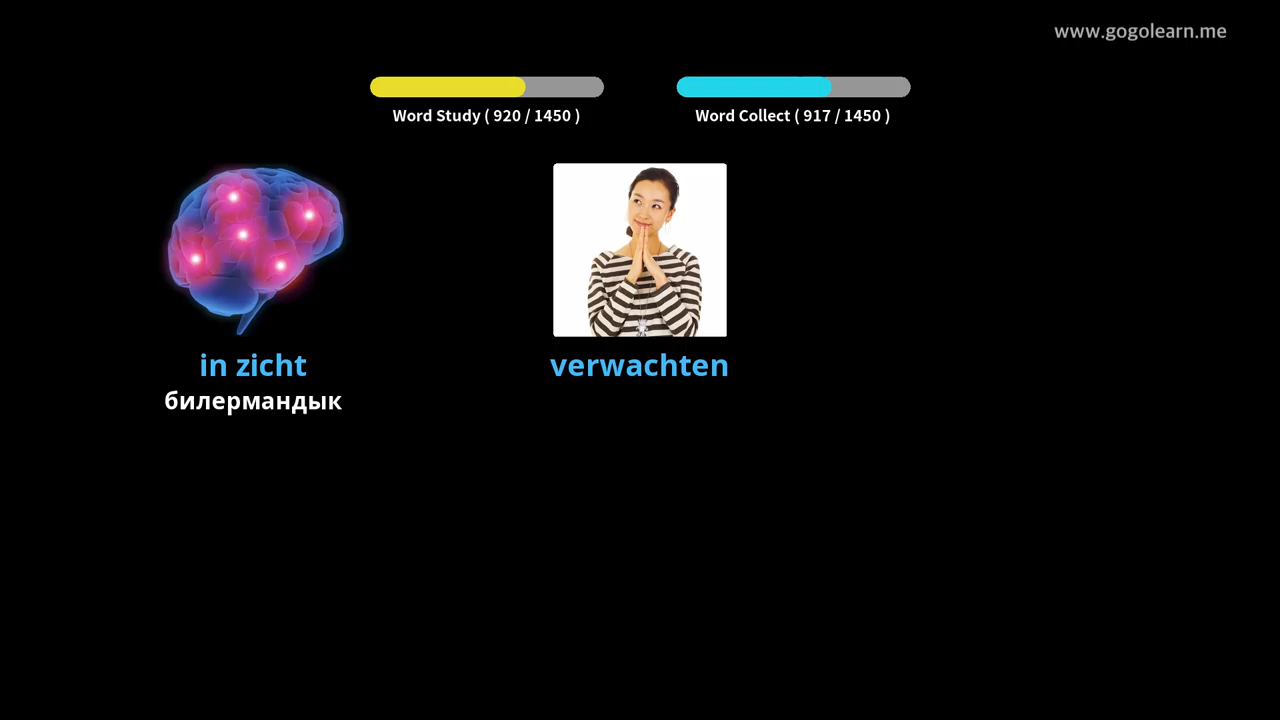 www.gogolearn.me
Word Study ( 920 / 1450 )
Word Collect ( 917 / 1450 )
in zicht
билермандык
verwachten